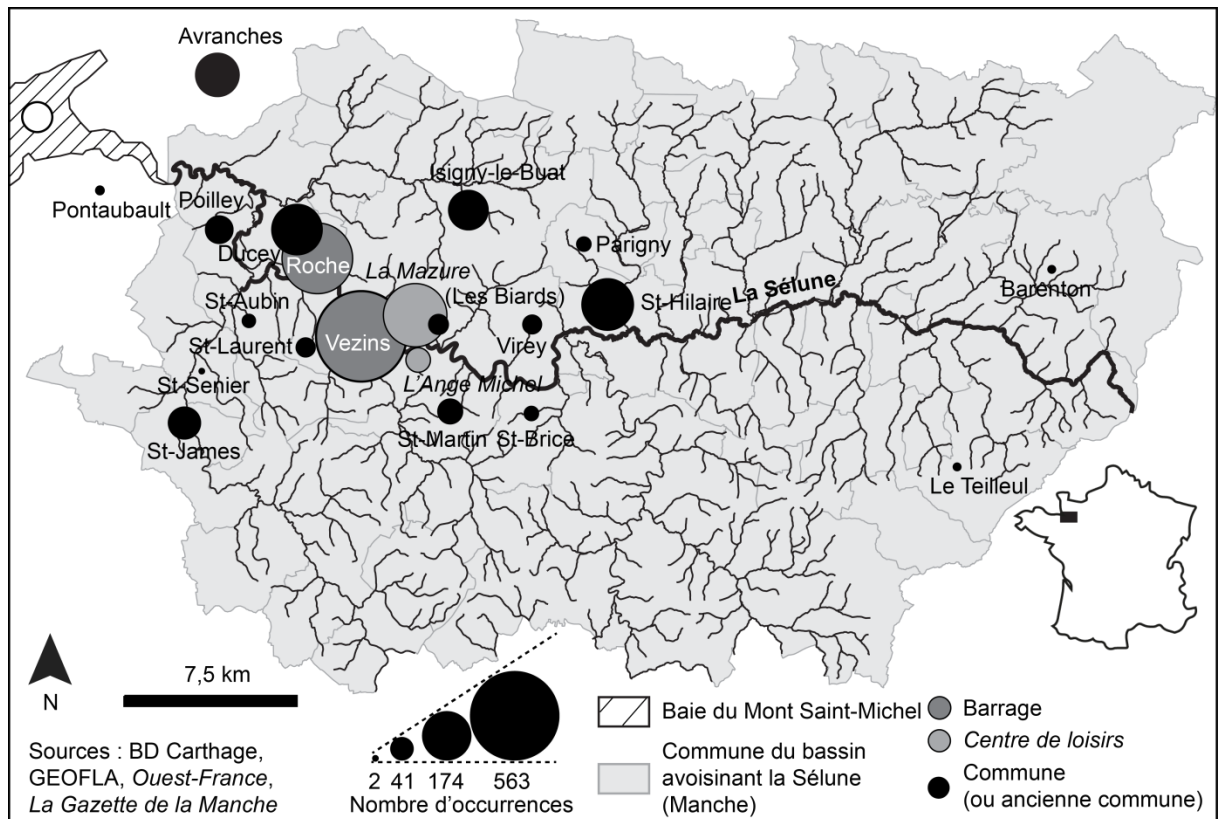 Avranches
Isigny-le-Buat
Pontaubault
Poilley
Ducey
Roche
Parigny
La Mazure
(Les Biards)
La Sélune
Barenton
St-Aubin
St-Hilaire
St-Laurent
Vezins
Virey
St-Senier
L'Ange Michel
St-James
St-Martin
St-Brice
Le Teilleul
N
7,5 km
Sources : BD Carthage,
GEOFLA, Ouest-France,
La Gazette de la Manche
2 41 174 563
Nombre d'occurrences
Baie du Mont Saint-Michel
Commune du bassin
avoisinant la Sélune
(Manche)
Barrage
Centre de loisirs
Commune
(ou ancienne commune)